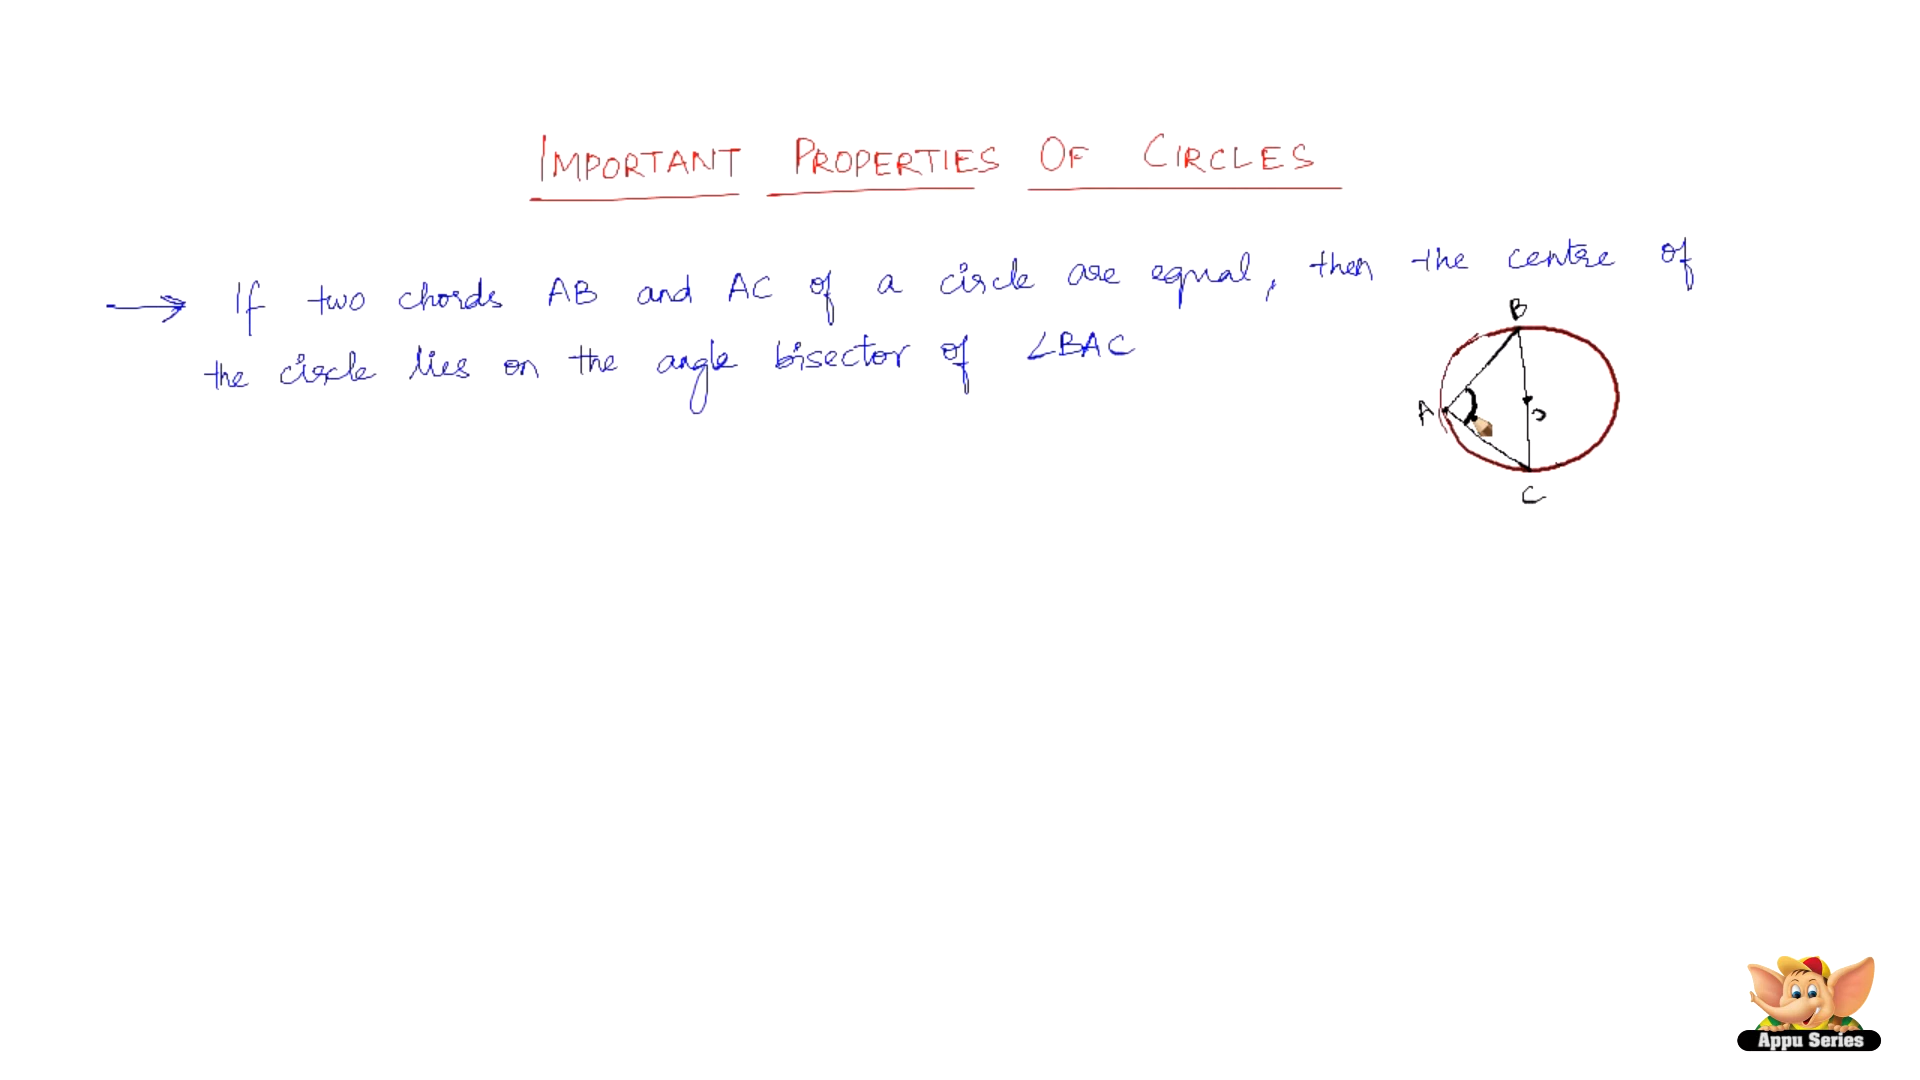 IMPORTANT PROPERTIES OF CIRCLES
If two chords AB and AC of a circle are equal, then the centre of
the circle lies on the angle bisector of ∠BAC
B
A
C
Appu Series